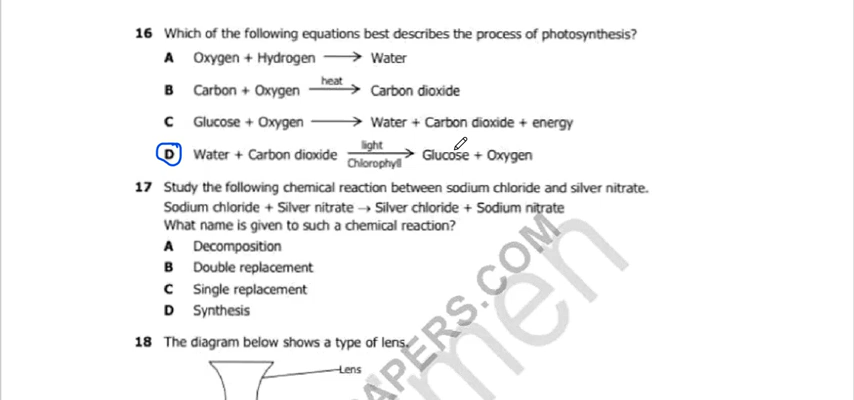 16 Which of the following equations best describes the process of photosynthesis?
A Oxygen + Hydrogen ⟶ Water
B Carbon + Oxygen heat ⟶ Carbon dioxide
C Glucose + Oxygen ⟶ Water + Carbon dioxide + energy
D Water + Carbon dioxide light ⟶ Chlorophyll Glucose + Oxygen
17 Study the following chemical reaction between sodium chloride and silver nitrate.
Sodium chloride + Silver nitrate → Silver chloride + Sodium nitrate
What name is given to such a chemical reaction?
A Decomposition
B Double replacement
C Single replacement
D Synthesis
18 The diagram below shows a type of lens.
Lens
APERS.COM
men